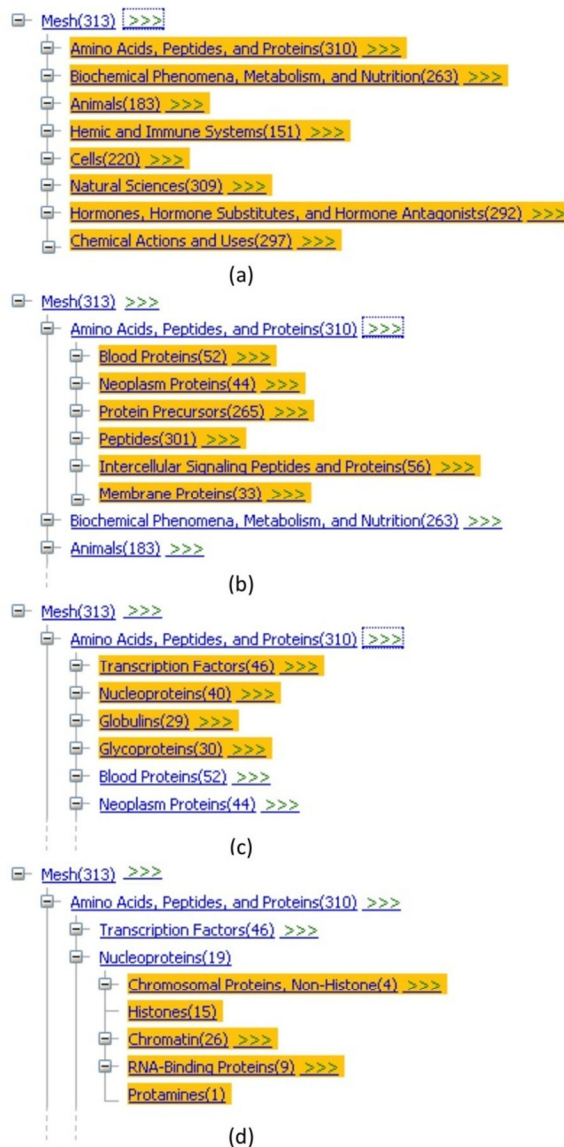 Mesh(313) >>>
Amino Acids, Peptides, and Proteins(310) >>>
Biochemical Phenomena, Metabolism, and Nutrition(263) >>>
Animals(183) >>>
Hemic and Immune Systems(151) >>>
Cells(220) >>>
Natural Sciences(309) >>>
Hormones, Hormone Substitutes, and Hormone Antagonists(292) >>>
Chemical Actions and Uses(297) >>>
(a)
Mesh(313) >>>
Amino Acids, Peptides, and Proteins(310) >>>
Blood Proteins(52) >>>
Neoplasm Proteins(44) >>>
Protein Precursors(265) >>>
Peptides(301) >>>
Intercellular Signaling Peptides and Proteins(56) >>>
Membrane Proteins(33) >>>
Biochemical Phenomena, Metabolism, and Nutrition(263) >>>
Animals(183) >>>
(b)
Mesh(313) >>>
Amino Acids, Peptides, and Proteins(310) >>>
Transcription Factors(46) >>>
Nucleoproteins(40) >>>
Globulins(29) >>>
Glycoproteins(30) >>>
Blood Proteins(52) >>>
Neoplasm Proteins(44) >>>
(c)
Mesh(313) >>>
Amino Acids, Peptides, and Proteins(310) >>>
Transcription Factors(46) >>>
Nucleoproteins(19)
Chromosomal Proteins, Non-Histone(4) >>>
Histones(15)
Chromatin(26) >>>
RNA-Binding Proteins(9) >>>
Protamines(1)
(d)